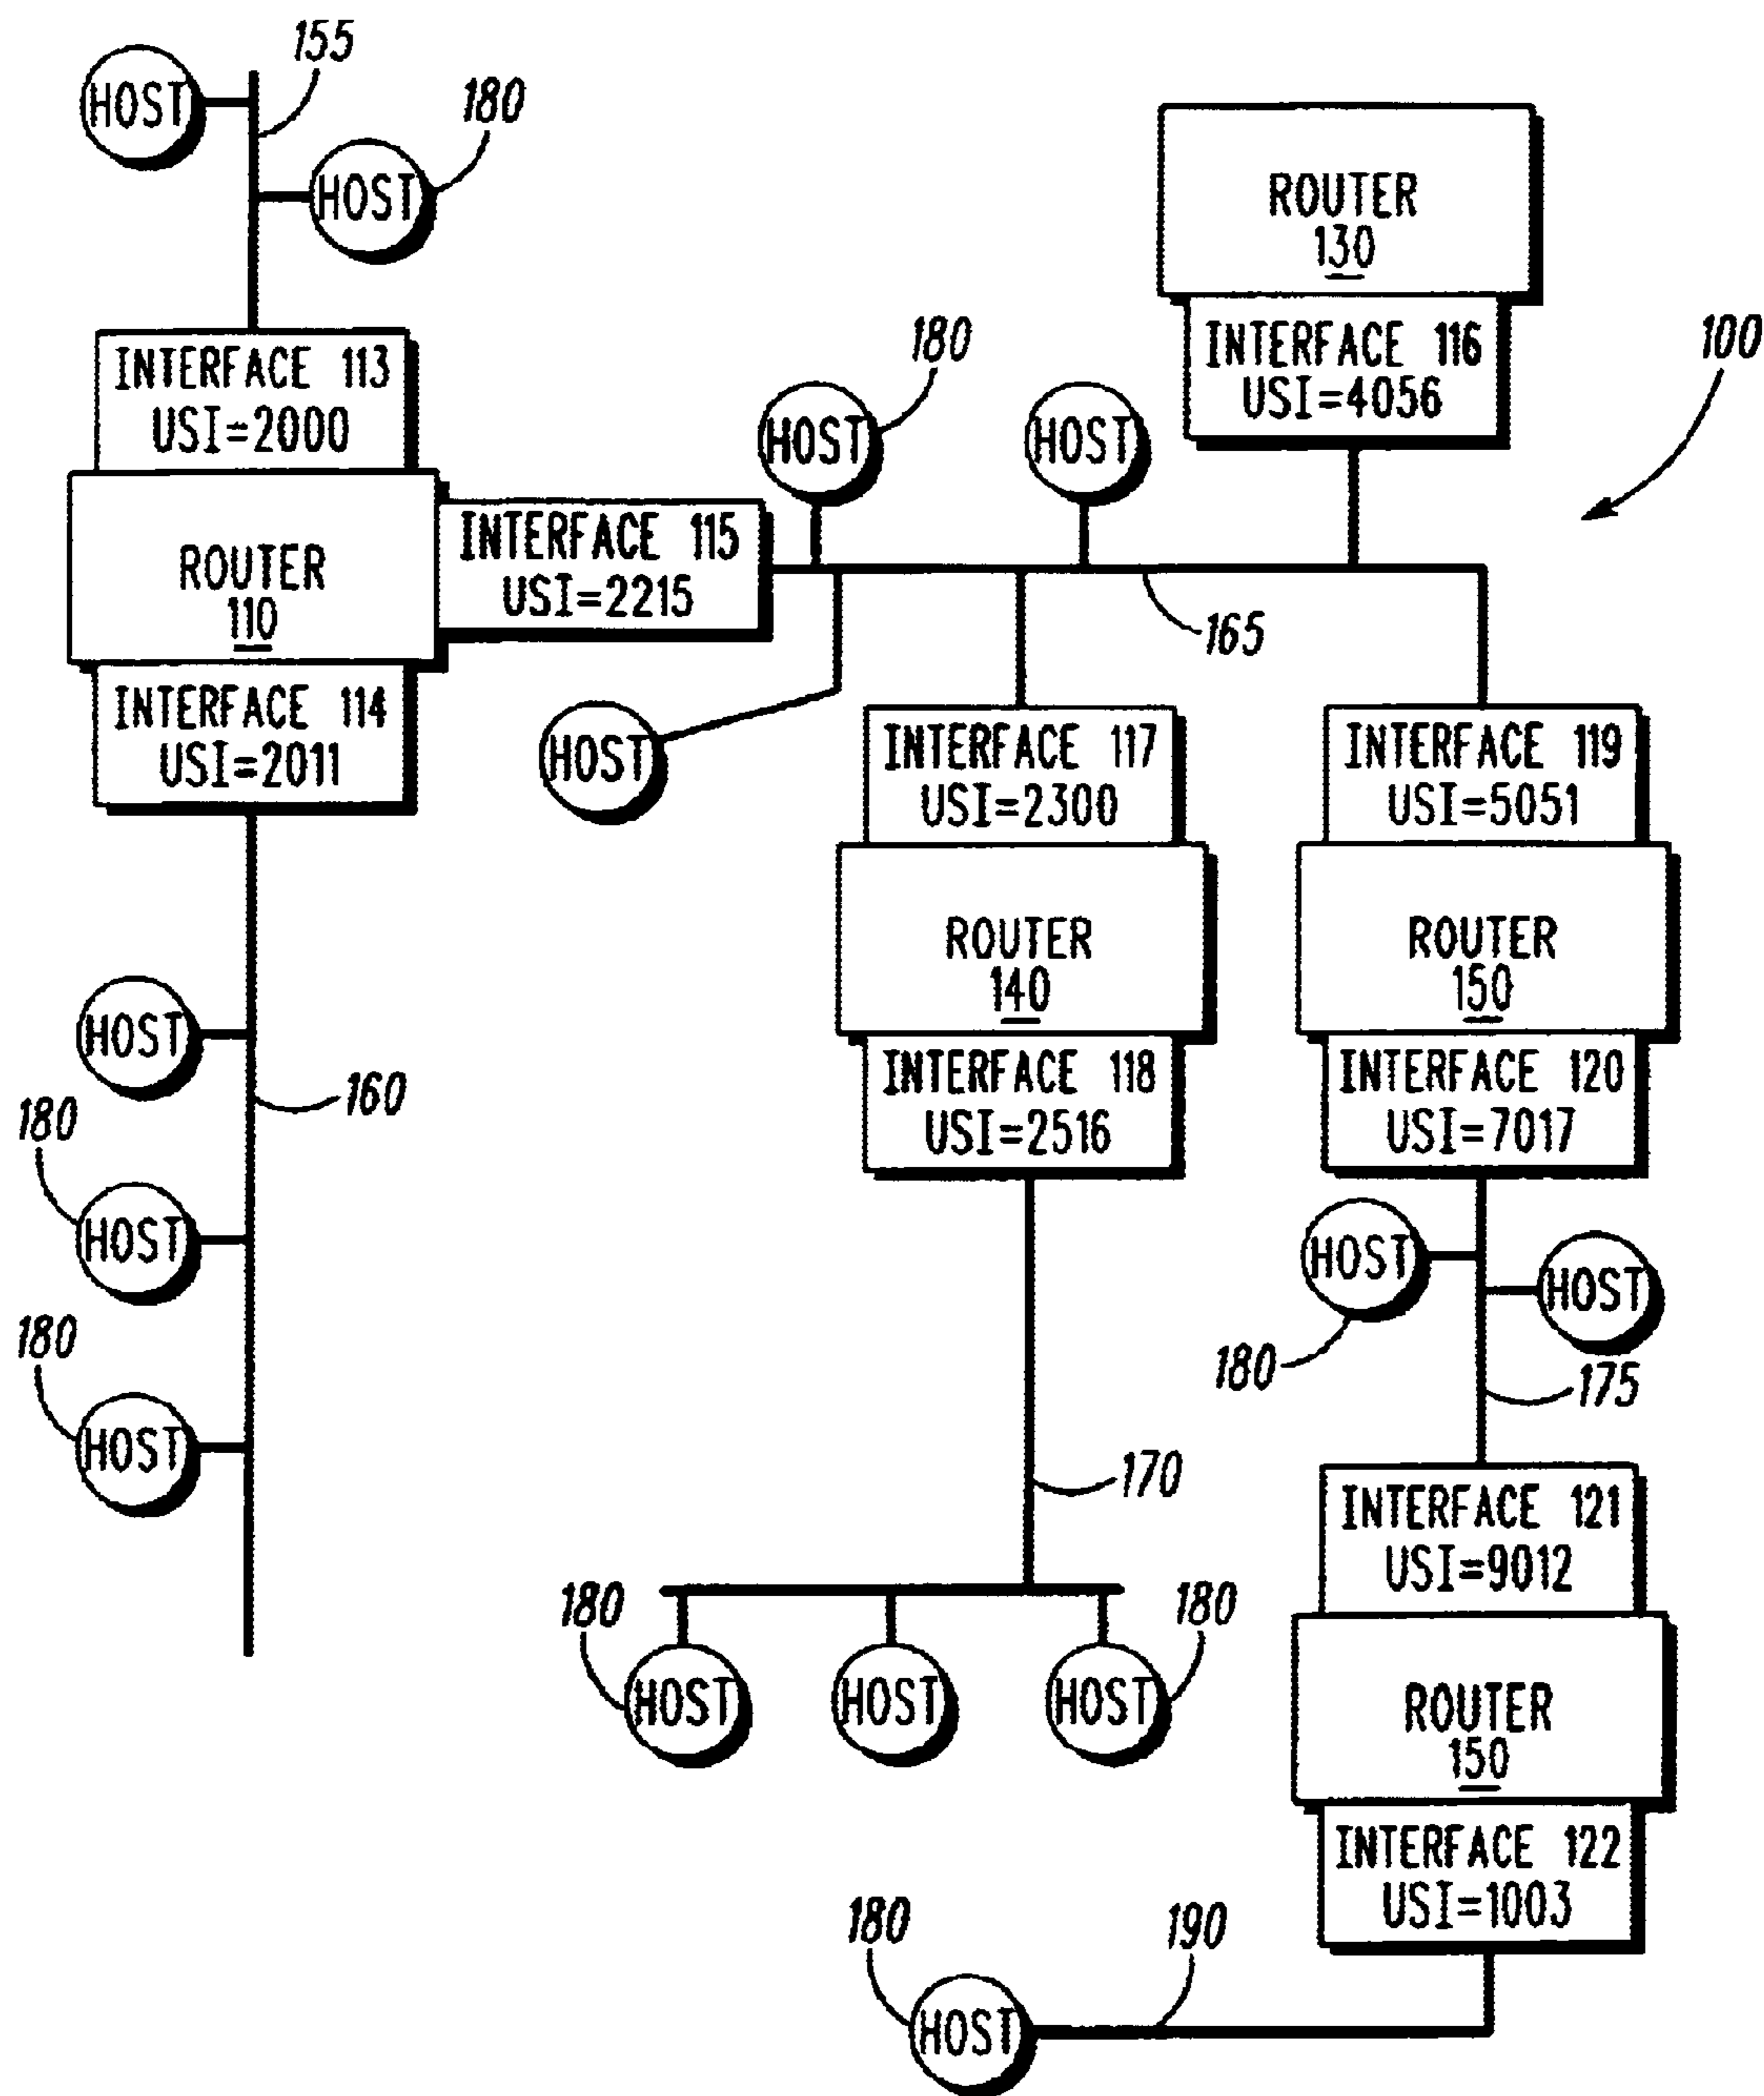 155
HOST
180
HOST
ROUTER
130
INTERFACE 116
USI=4056
100
INTERFACE 113
USI=2000
180
HOST
HOST
ROUTER
110
INTERFACE 115
USI=2215
165
INTERFACE 114
USI=2011
HOST
INTERFACE 117
USI=2300
INTERFACE 119
USI=5051
ROUTER
140
ROUTER
150
INTERFACE 118
USI=2516
INTERFACE 120
USI=7017
HOST
160
180
HOST
180
HOST
HOST
HOST
180
175
170
INTERFACE 121
USI=9012
180
HOST
HOST
180
HOST
ROUTER
150
INTERFACE 122
USI=1003
180
HOST
190